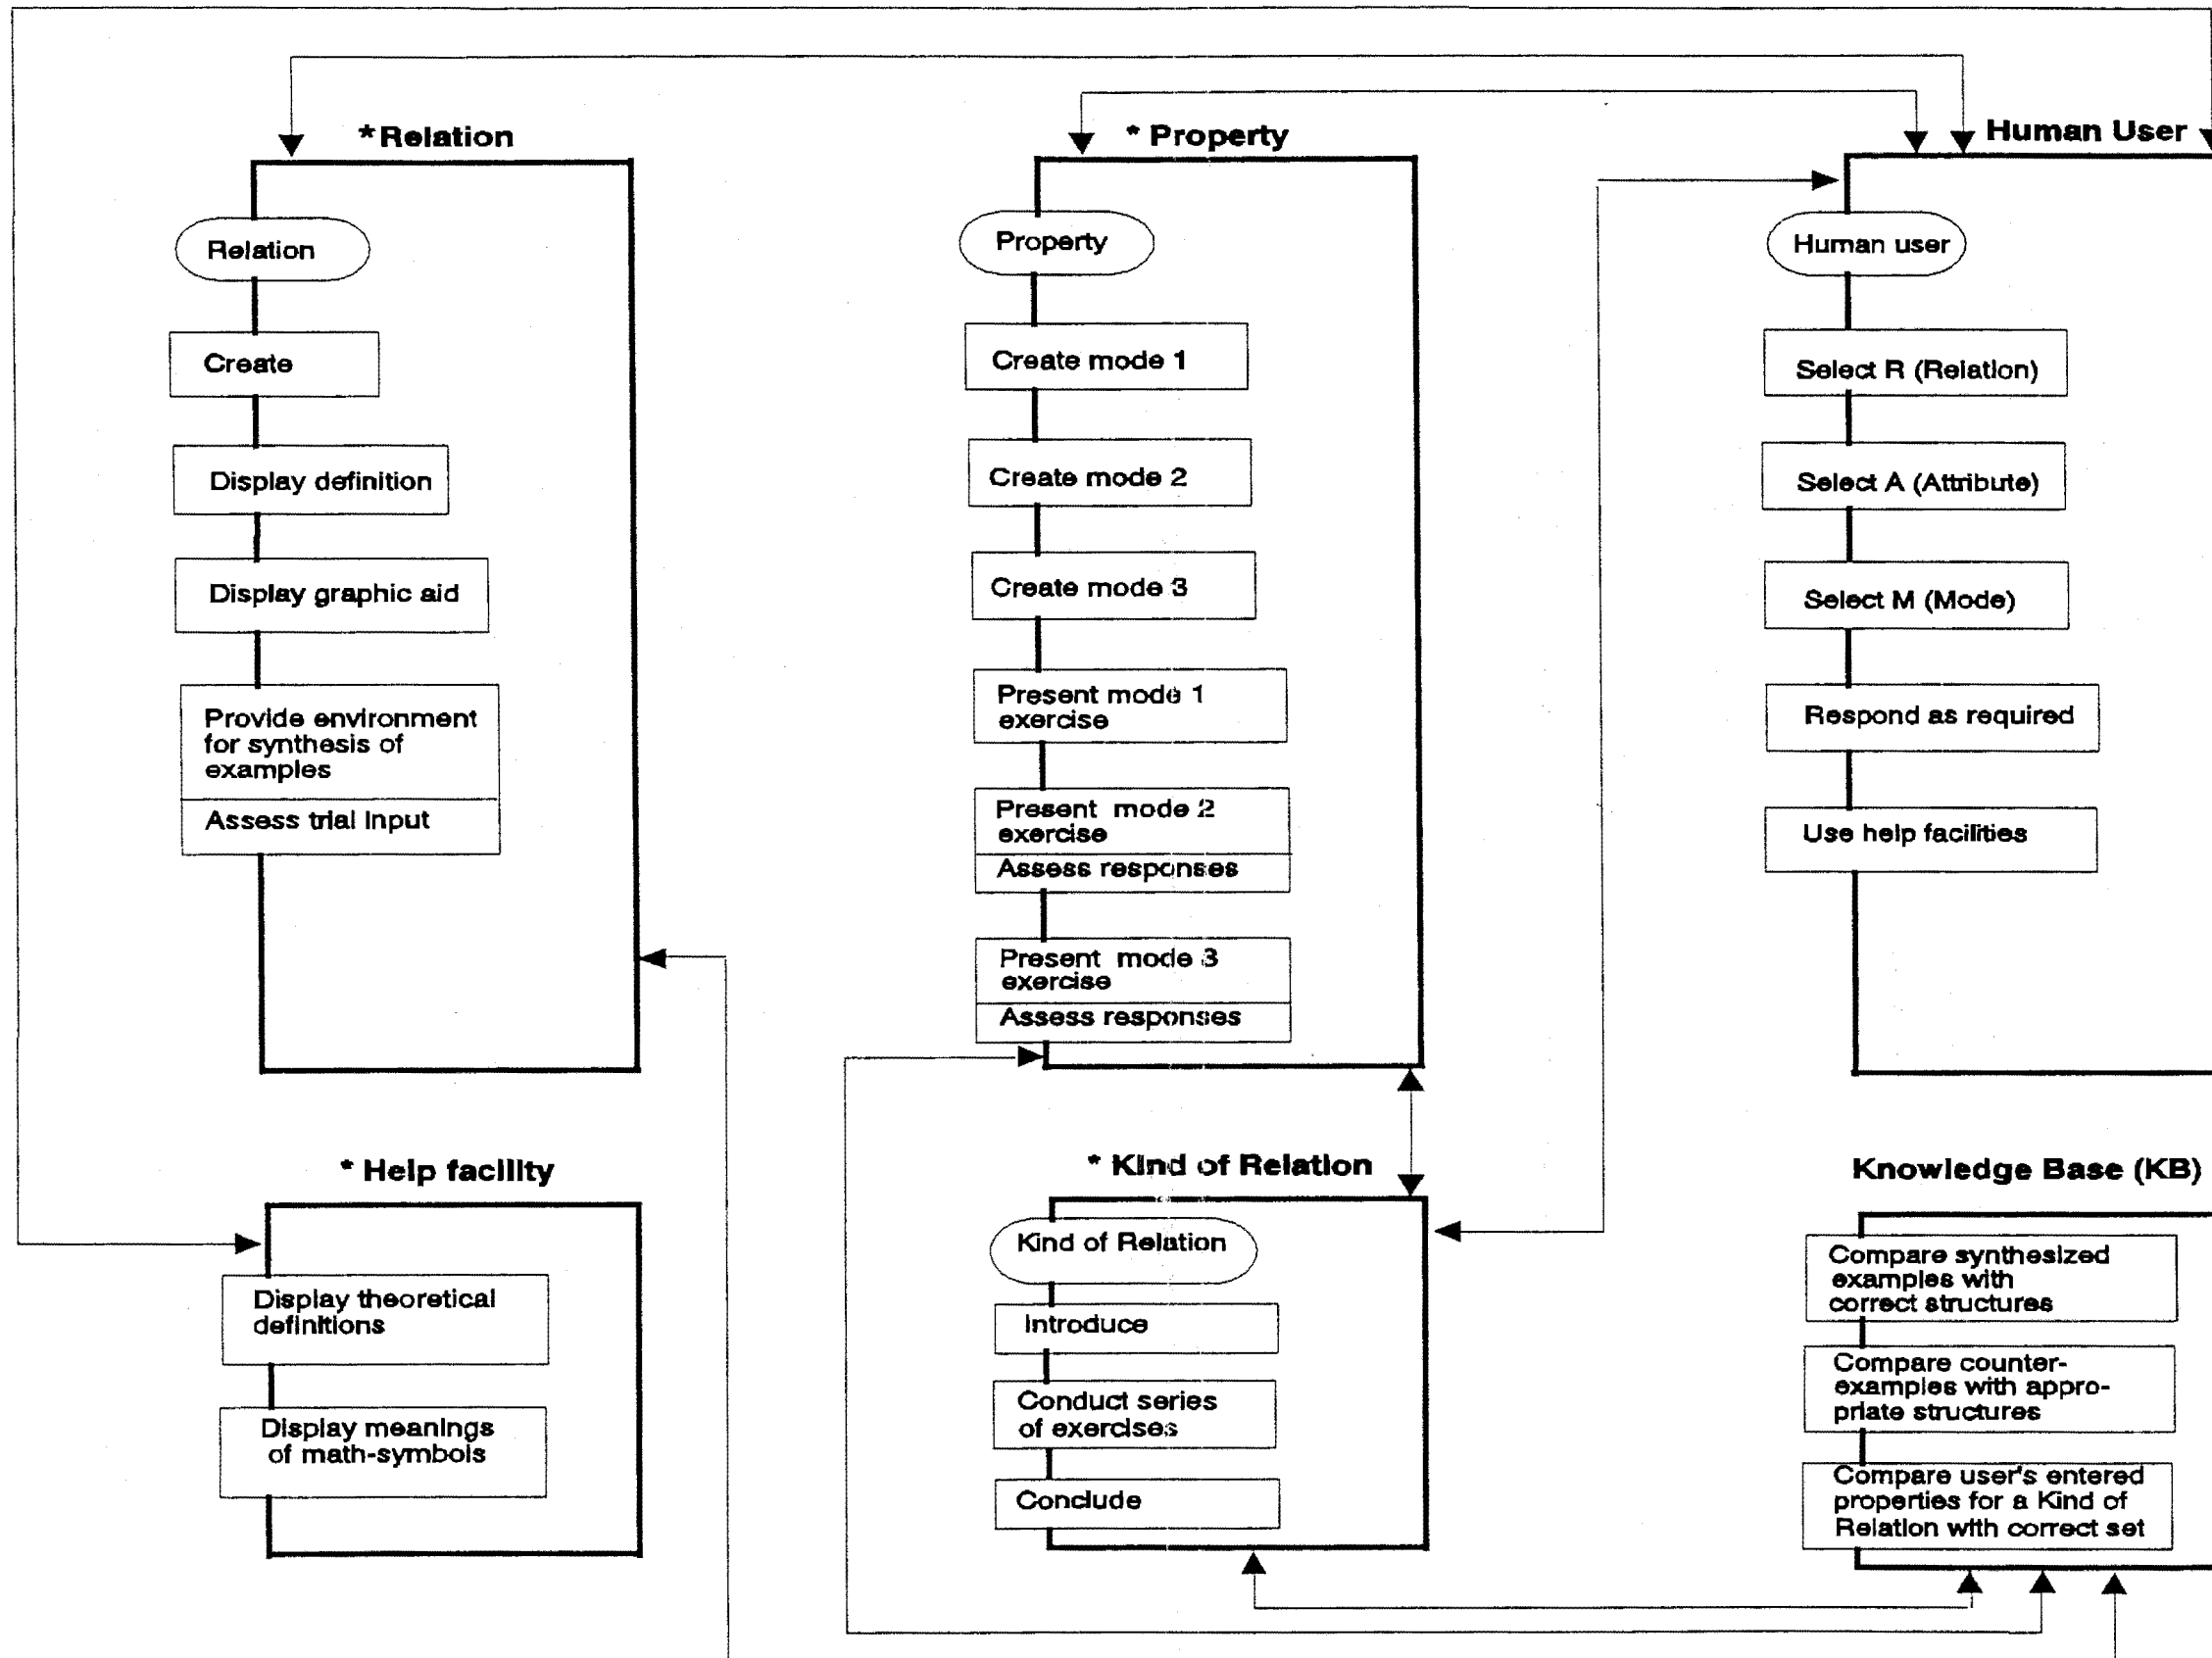 *Relation
Relation
Create
Display definition
Display graphic aid
Provide environment
for synthesis of
examples
Assess trial input
* Property
Property
Create mode 1
Create mode 2
Create mode 3
Present mode 1
exercise
Present mode 2
exercise
Assess responses
Present mode 3
exercise
Assess responses
Human User
Human user
Select R (Relation)
Select A (Attribute)
Select M (Mode)
Respond as required
Use help facilities
* Help facility
Display theoretical
definitions
Display meanings
of math-symbols
* Kind of Relation
Kind of Relation
Introduce
Conduct series
of exercises
Conclude
Knowledge Base (KB)
Compare synthesized
examples with
correct structures
Compare counter-
examples with appro-
priate structures
Compare user's entered
properties for a Kind of
Relation with correct set